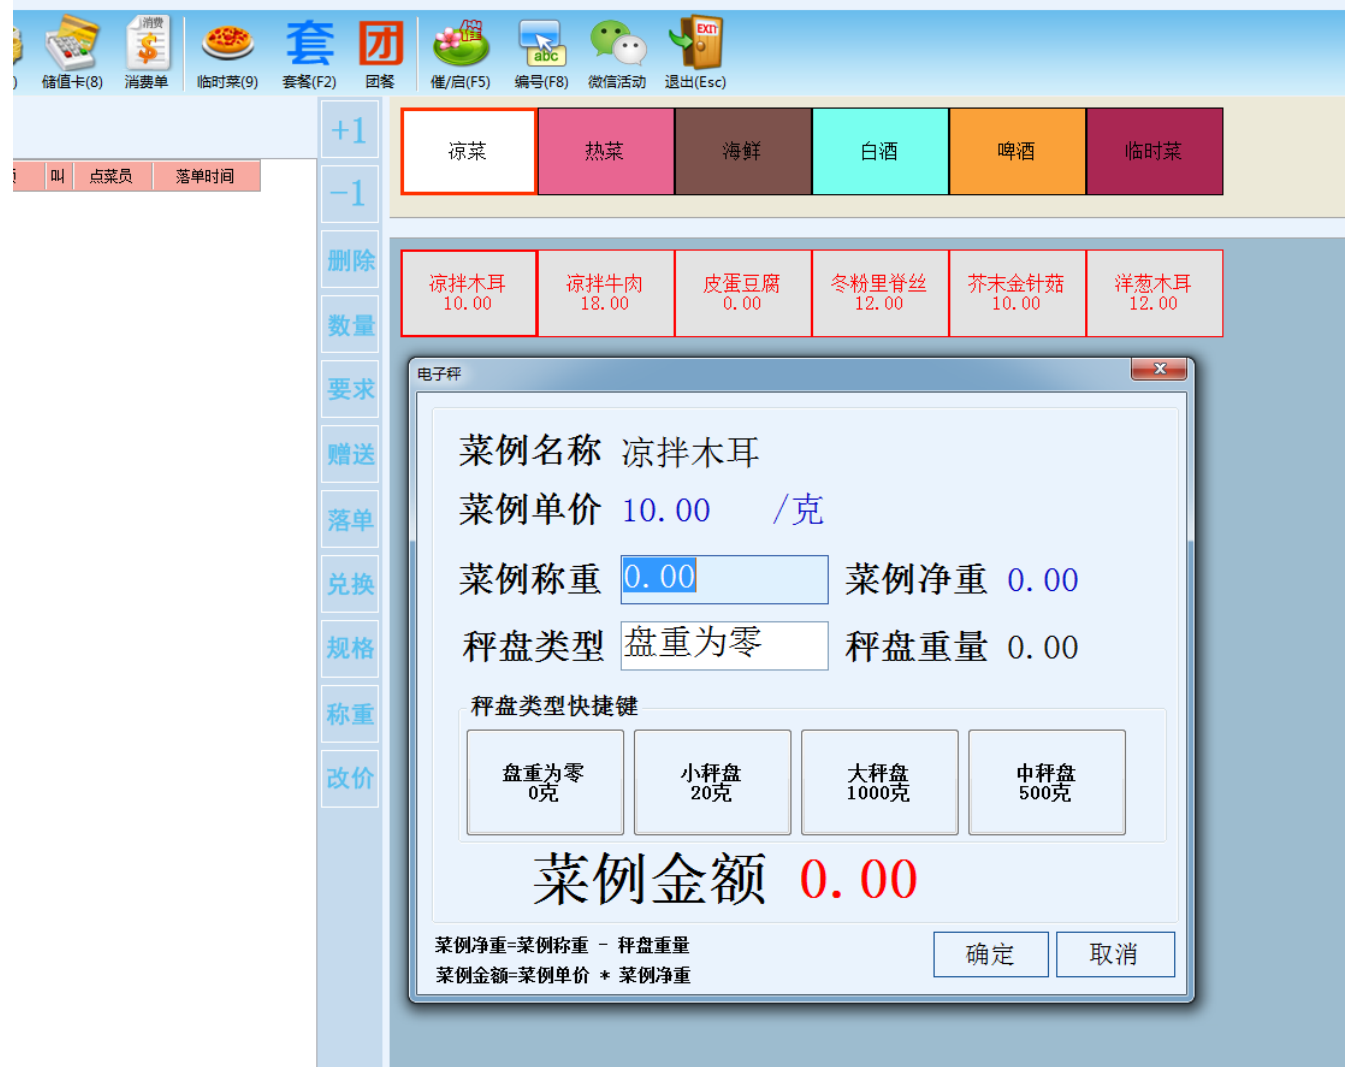 消费
套 团
EXIT
abc
储值卡(8) 消费单 临时菜(9) 套餐(F2) 团餐 催/启(F5) 编号(F8) 微信活动 退出(Esc)
叫 点菜员 落单时间
+1
-1
删除
数量
要求
赠送
落单
兑换
规格
称重
改价
凉菜 热菜 海鲜 白酒 啤酒 临时菜
凉拌木耳 凉拌牛肉 皮蛋豆腐 冬粉里脊丝 芥末金针菇 洋葱木耳
10.00 18.00 0.00 12.00 10.00 12.00
电子秤
菜例名称 凉拌木耳
菜例单价 10.00 /克
菜例称重 0.00 菜例净重 0.00
秤盘类型 盘重为零 秤盘重量 0.00
秤盘类型快捷键
盘重为零 小秤盘 大秤盘 中秤盘
0克 20克 1000克 500克
菜例金额 0.00
菜例净重=菜例称重 - 秤盘重量
菜例金额=菜例单价 * 菜例净重
确定 取消